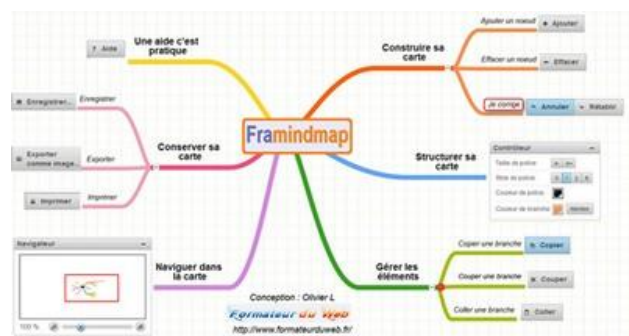 Framindmap
Une aide c'est
pratique
? Aide
Construire sa
carte
Ajouter un noeud
Ajouter
Effacer un noeud
Effacer
Je corrige
Annuler
Rétablir
Conserver sa
carte
Enregistrer
Enregistrer...
Exporter
Exporter
comme image...
Imprimer
Imprimer
Structurer sa
carte
Contrôleur
Taille de police
Style de police
Couleur de police
Couleur de branche
Naviguer dans
la carte
Navigateur
100 %
Gérer les
éléments
Copier une branche
Copier
Couper une branche
Couper
Coller une branche
Coller
Conception : Olivier L
Formateur du Web
http://www.formateurduweb.fr/